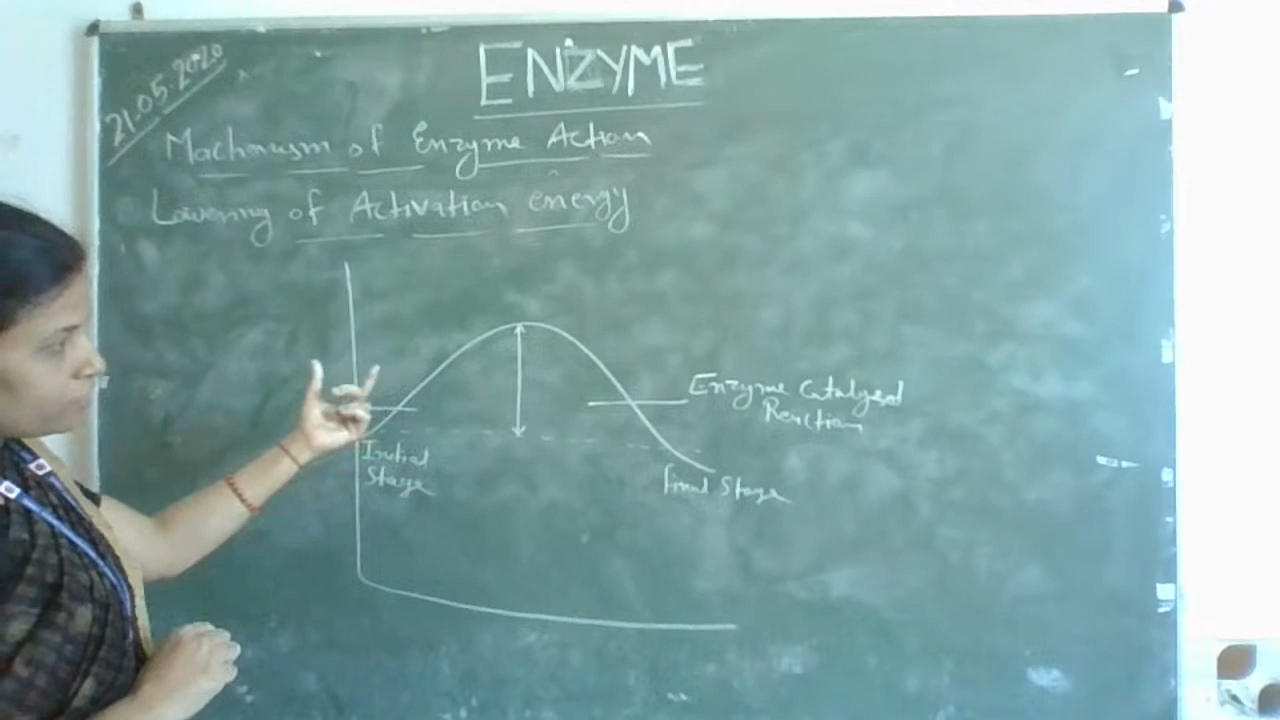 21.05.2020
ENZYME
Mechanism of Enzyme Action
Lowering of Activation energy
Enzyme Catalysed
Reaction
Initial
Stage
final Stage